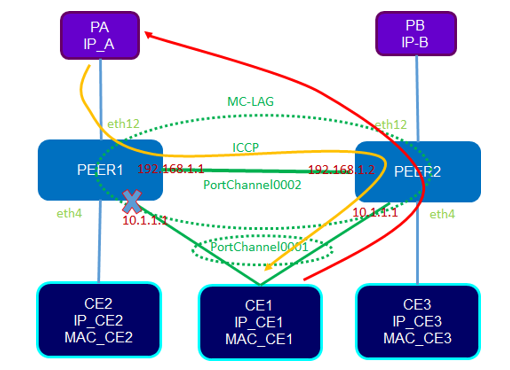 PA
IP_A
PB
IP-B
MC-LAG
eth12
eth12
ICCP
PEER1
192.168.1.1
192.168.1.2
PEER2
PortChannel0002
eth4
10.1.1.1
10.1.1.1
eth4
PortChannel0001
CE2
IP_CE2
MAC_CE2
CE1
IP_CE1
MAC_CE1
CE3
IP_CE3
MAC_CE3